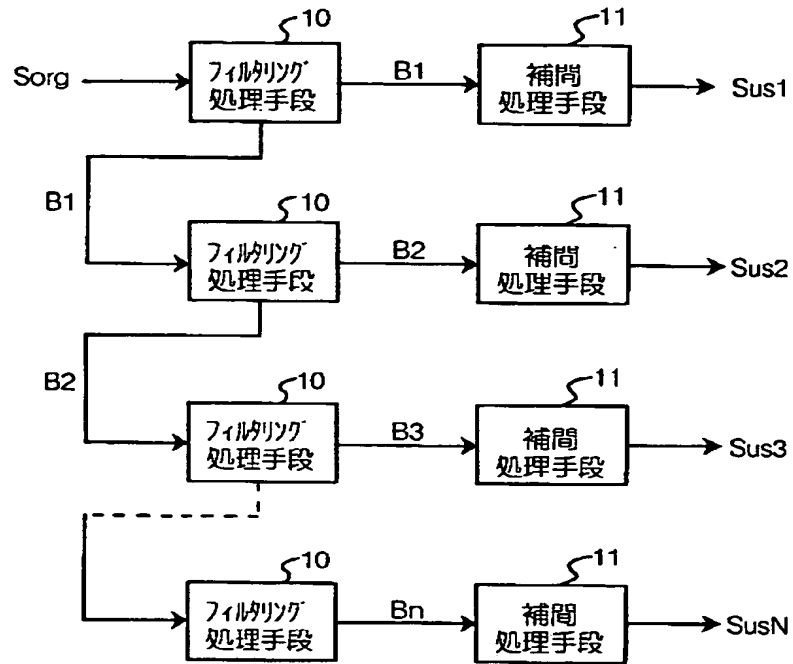 10
11
Sorg
フィルタリング
処理手段
B1
補間
処理手段
Sus1
B1
10
11
フィルタリング
処理手段
B2
補間
処理手段
Sus2
B2
10
11
フィルタリング
処理手段
B3
補間
処理手段
Sus3
10
11
フィルタリング
処理手段
Bn
補間
処理手段
SusN